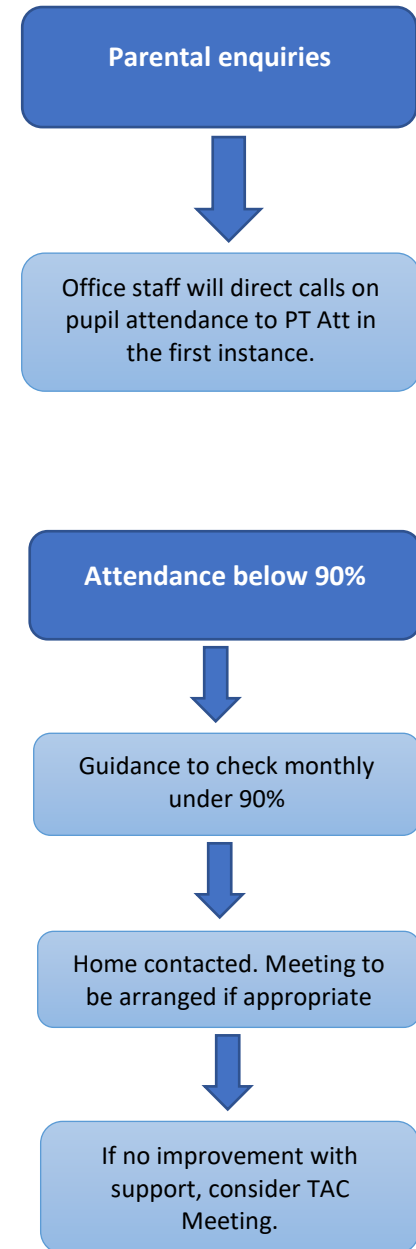 Parental enquiries
Office staff will direct calls on
pupil attendance to PT Att in
the first instance.
Attendance below 90%
Guidance to check monthly
under 90%
Home contacted. Meeting to
be arranged if appropriate
If no improvement with
support, consider TAC
Meeting.